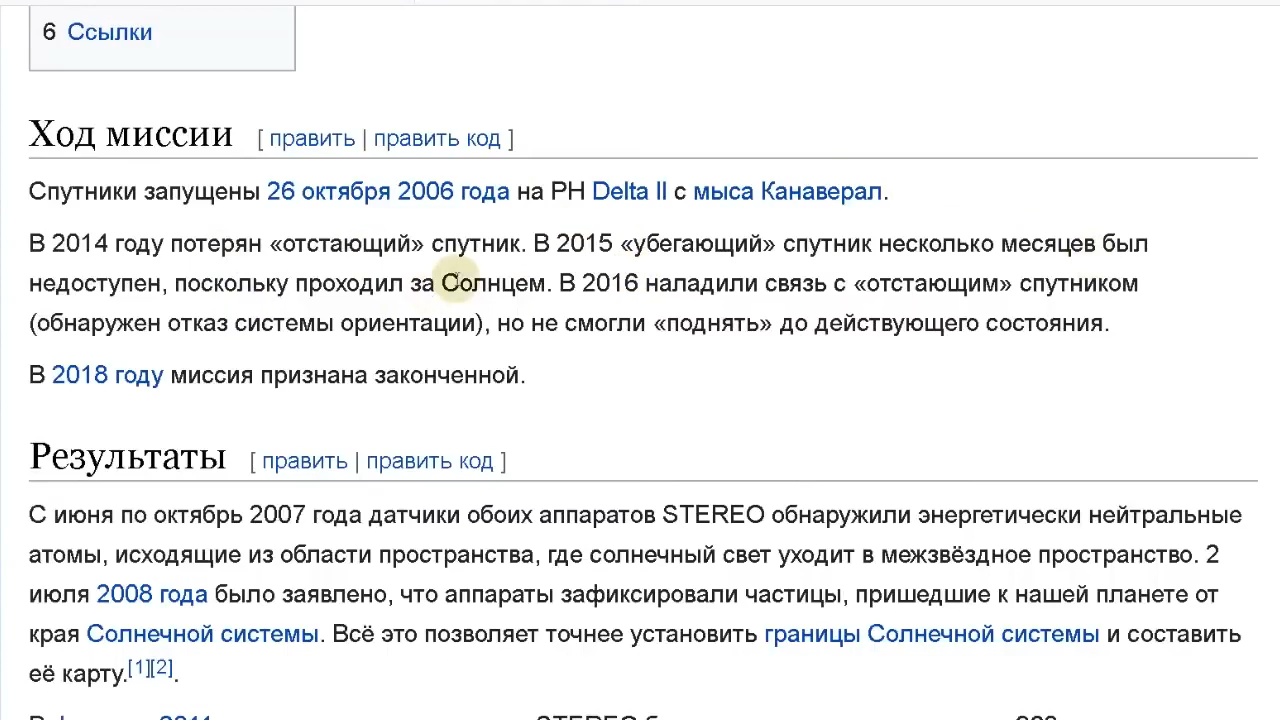 6 Ссылки
Ход миссии [ править | править код ]
Спутники запущены 26 октября 2006 года на РН Delta II с мыса Канаверал.
В 2014 году потерян «отстающий» спутник. В 2015 «убегающий» спутник несколько месяцев был
недоступен, поскольку проходил за Солнцем. В 2016 наладили связь с «отстающим» спутником
(обнаружен отказ системы ориентации), но не смогли «поднять» до действующего состояния.
В 2018 году миссия признана законченной.
Результаты [ править | править код ]
С июня по октябрь 2007 года датчики обоих аппаратов STEREO обнаружили энергетически нейтральные
атомы, исходящие из области пространства, где солнечный свет уходит в межзвёздное пространство. 2
июля 2008 года было заявлено, что аппараты зафиксировали частицы, пришедшие к нашей планете от
края Солнечной системы. Всё это позволяет точнее установить границы Солнечной системы и составить
её карту.[1][2].